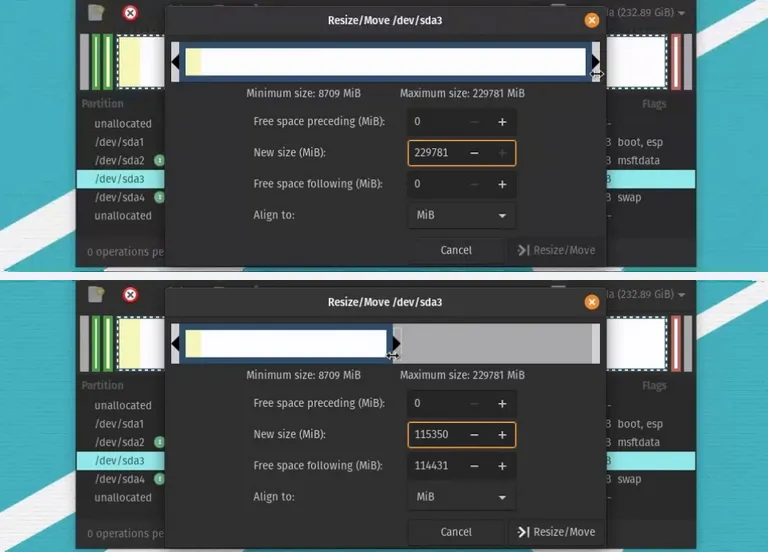 Resize/Move /dev/sda3
(232.89 GiB)
Minimum size: 8709 MiB Maximum size: 229781 MiB
Partition Flags
Free space preceding (MiB): 0 − +
unallocated
/dev/sda1 boot, esp
New size (MiB): 229781 − +
/dev/sda2 msftdata
/dev/sda3
Free space following (MiB): 0 − +
/dev/sda4 swap
unallocated
Align to: MiB
0 operations pe
Cancel Resize/Move
Resize/Move /dev/sda3
(232.89 GiB)
Minimum size: 8709 MiB Maximum size: 229781 MiB
Partition Flags
Free space preceding (MiB): 0 − +
unallocated
/dev/sda1 boot, esp
New size (MiB): 115350 − +
/dev/sda2 msftdata
/dev/sda3
Free space following (MiB): 114431 − +
/dev/sda4 swap
unallocated
Align to: MiB
0 operations pe
Cancel Resize/Move